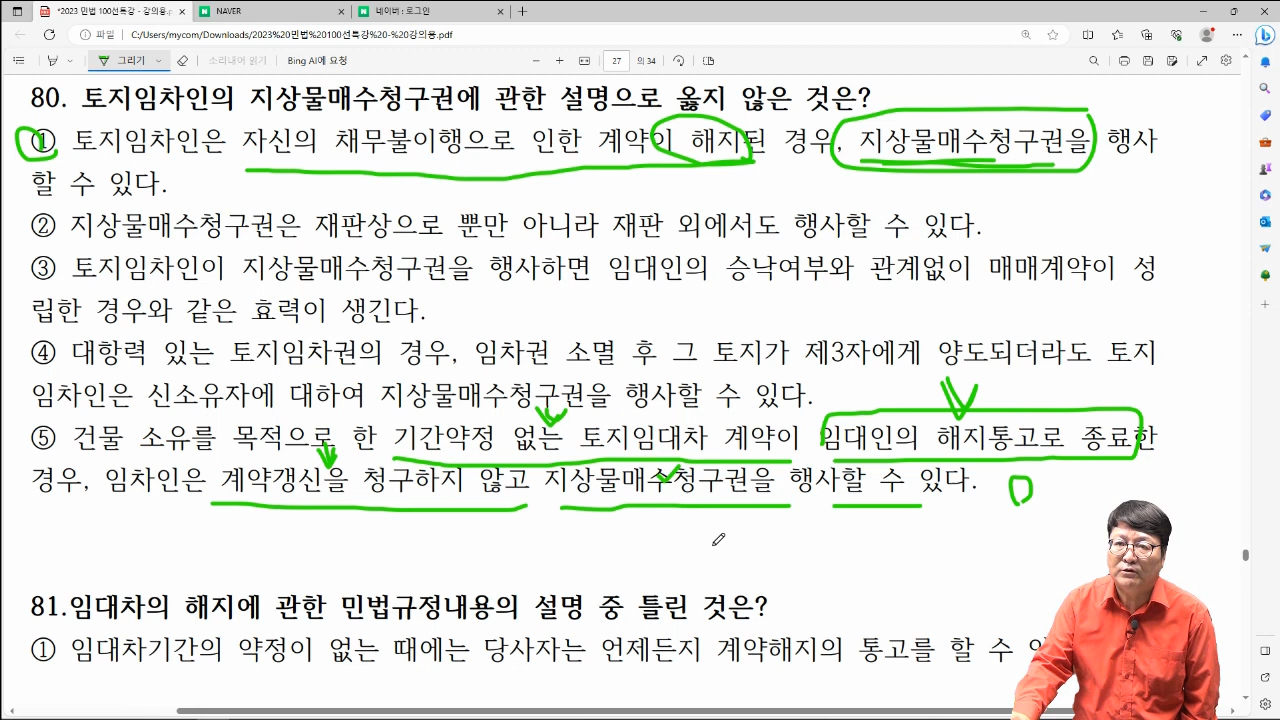 *2023 민법 100선특강 - 강의용.p
NAVER
네이버 : 로그인
파일
C:/Users/mycom/Downloads/2023%20민법%20100선특강%20-%20강의용.pdf
그리기
소리내어 읽기
Bing AI에 요청
27
의 34
80. 토지임차인의 지상물매수청구권에 관한 설명으로 옳지 않은 것은?
① 토지임차인은 자신의 채무불이행으로 인한 계약이 해지된 경우, 지상물매수청구권을 행사
할 수 있다.
② 지상물매수청구권은 재판상으로 뿐만 아니라 재판 외에서도 행사할 수 있다.
③ 토지임차인이 지상물매수청구권을 행사하면 임대인의 승낙여부와 관계없이 매매계약이 성
립한 경우와 같은 효력이 생긴다.
④ 대항력 있는 토지임차권의 경우, 임차권 소멸 후 그 토지가 제3자에게 양도되더라도 토지
임차인은 신소유자에 대하여 지상물매수청구권을 행사할 수 있다.
⑤ 건물 소유를 목적으로 한 기간약정 없는 토지임대차 계약이 임대인의 해지통고로 종료한
경우, 임차인은 계약갱신을 청구하지 않고 지상물매수청구권을 행사할 수 있다.
81.임대차의 해지에 관한 민법규정내용의 설명 중 틀린 것은?
① 임대차기간의 약정이 없는 때에는 당사자는 언제든지 계약해지의 통고를 할 수